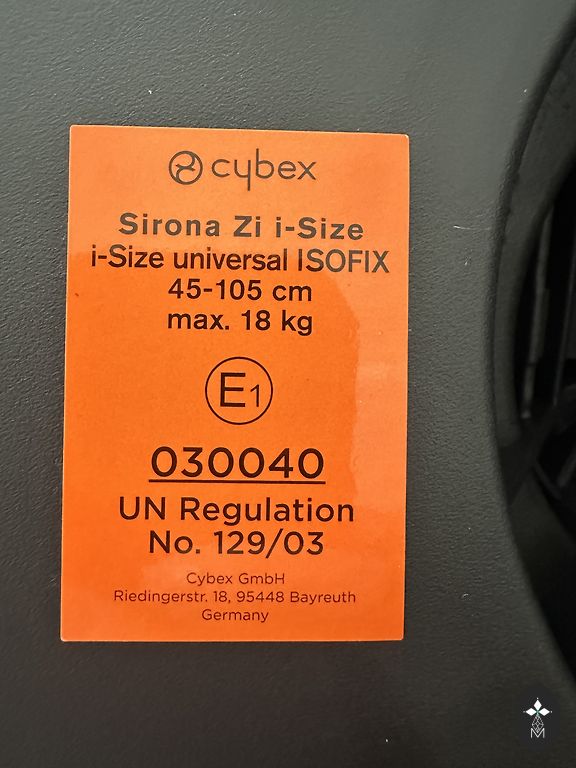 cybex
Sirona Zi i-Size
i-Size universal ISOFIX
45-105 cm
max. 18 kg
E1
030040
UN Regulation
No. 129/03
Cybex GmbH
Riedingerstr. 18, 95448 Bayreuth
Germany
M